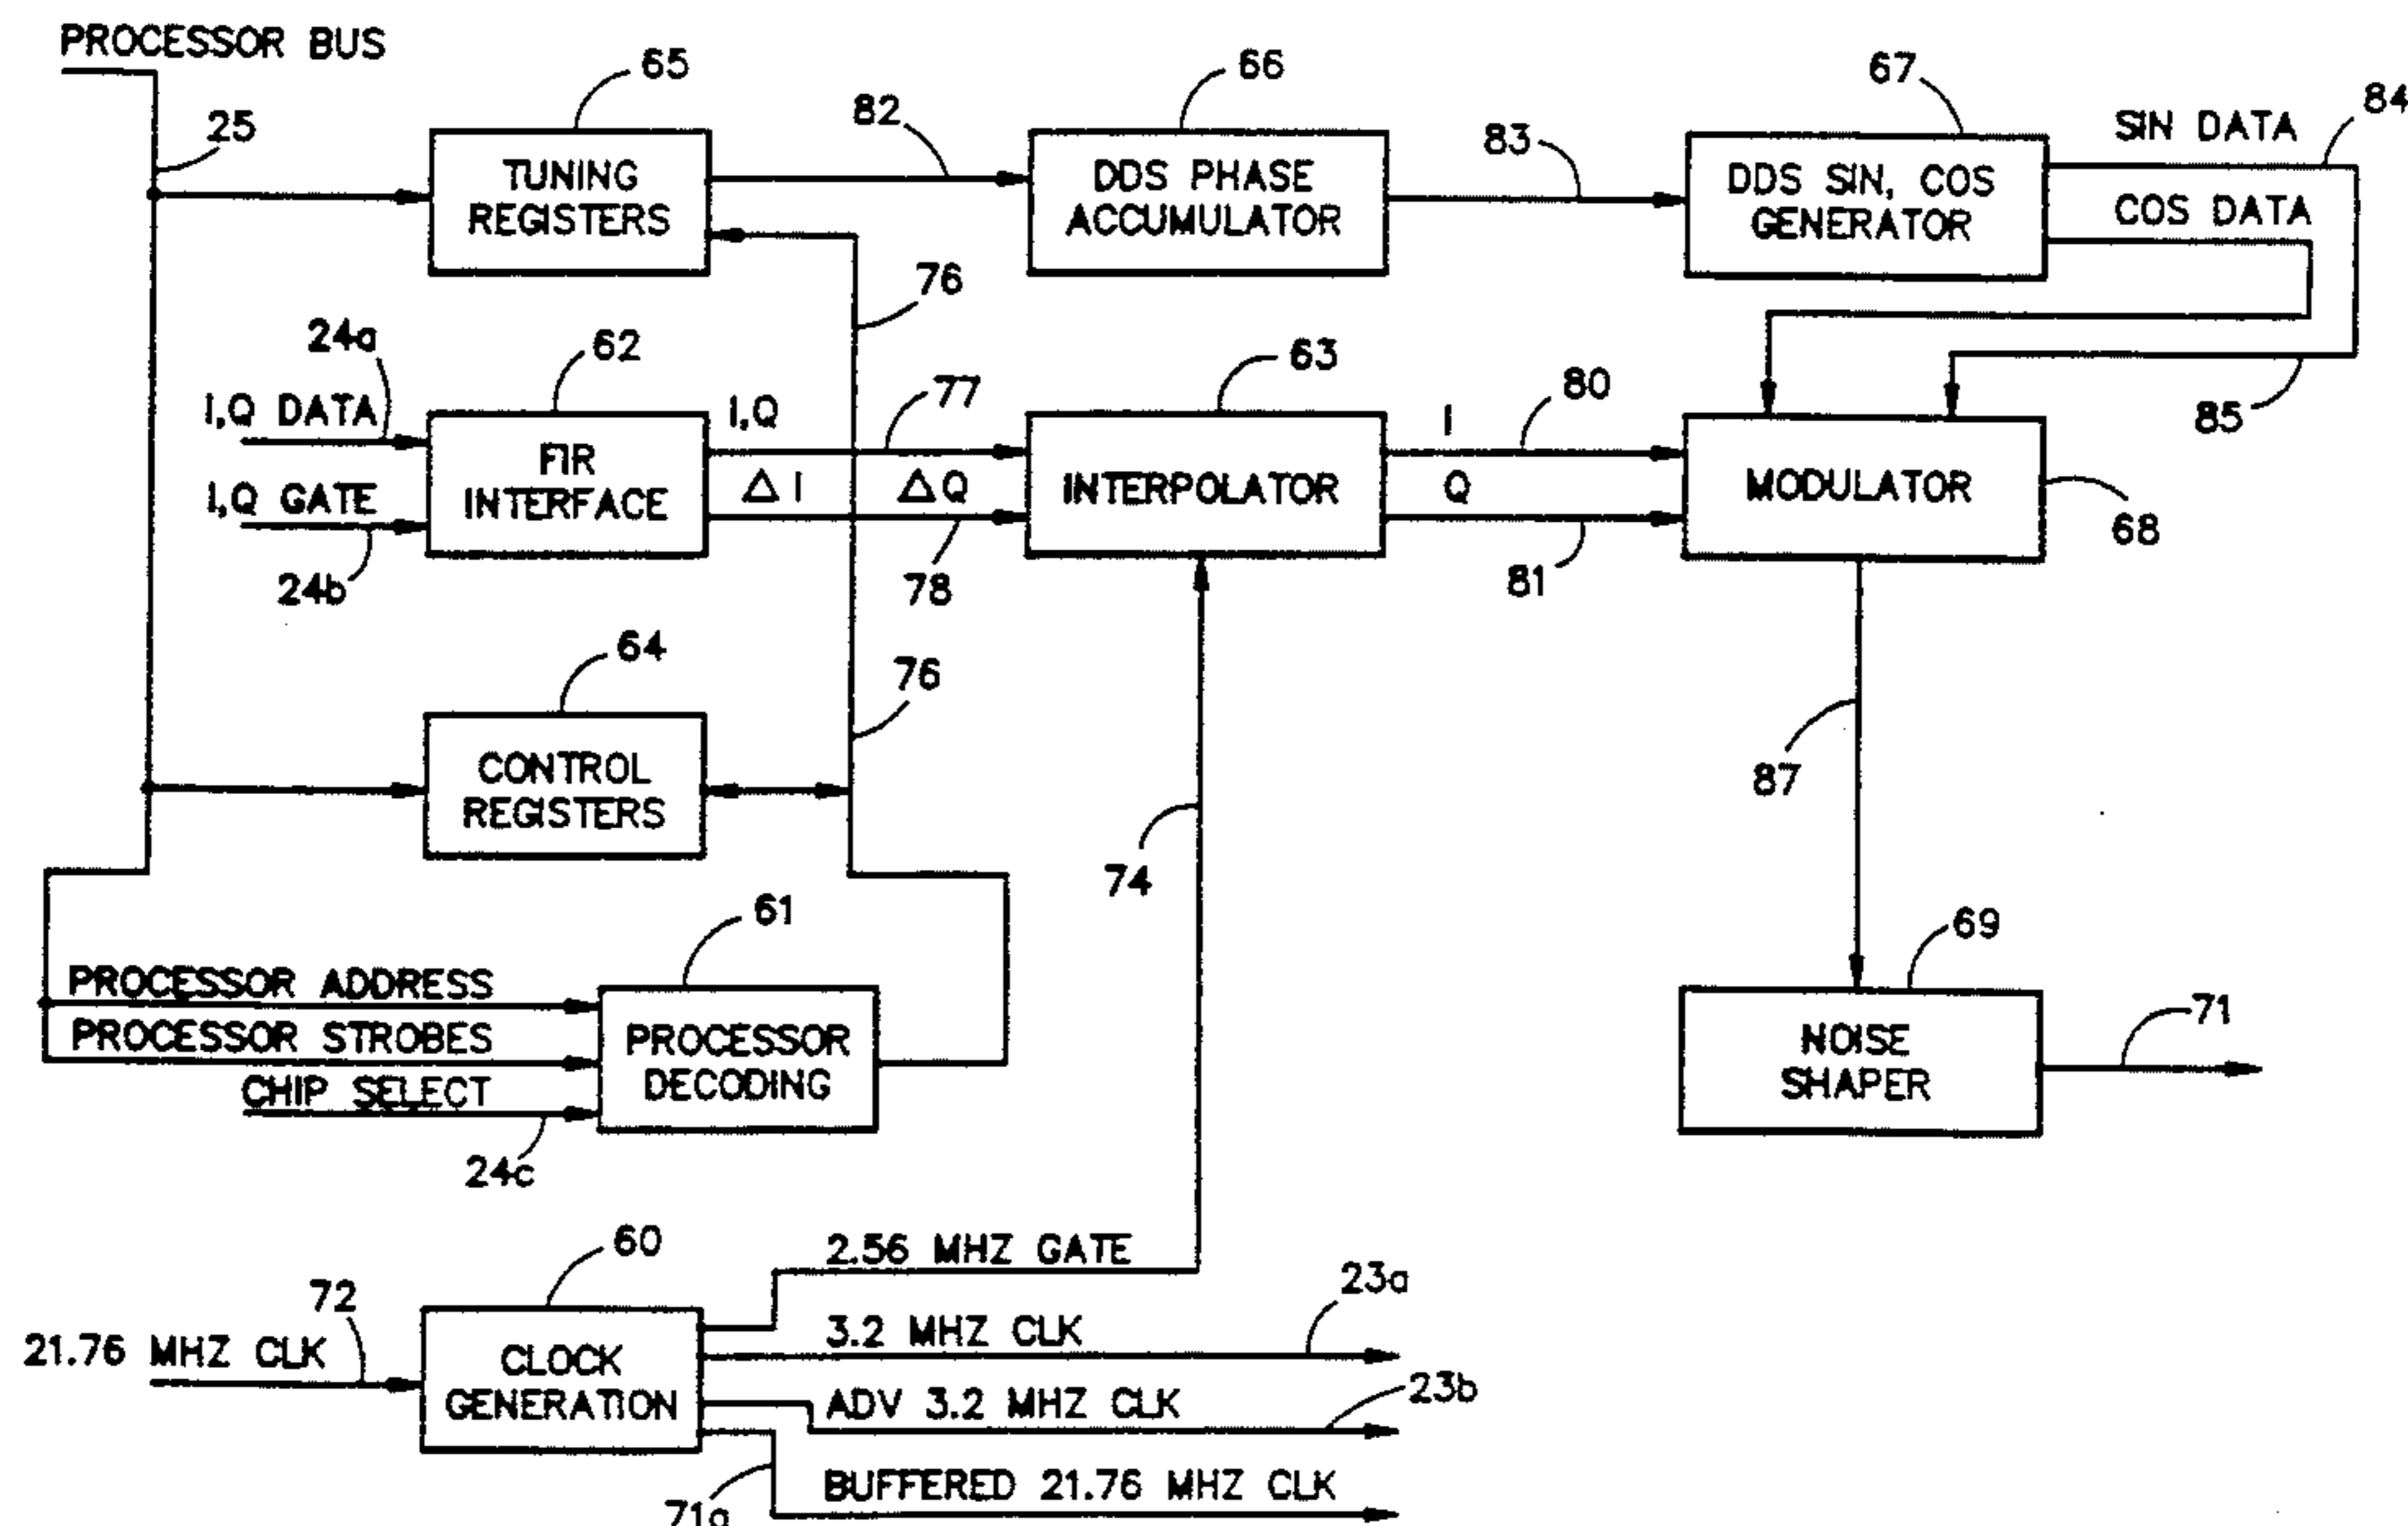 PROCESSOR BUS
65
66
67
84
25
82
83
SIN DATA
TUNING
REGISTERS
DDS PHASE
ACCUMULATOR
DDS SIN, COS
GENERATOR
COS DATA
76
24a
62
63
77
80
85
I,Q DATA
I,Q
I
FIR
INTERFACE
Δ I
Δ Q
INTERPOLATOR
Q
MODULATOR
I,Q GATE
68
24b
78
81
64
76
CONTROL
REGISTERS
87
74
61
69
PROCESSOR ADDRESS
PROCESSOR STROBES
CHIP SELECT
PROCESSOR
DECODING
NOISE
SHAPER
71
24c
60
2.56 MHZ GATE
72
23a
21.76 MHZ CLK
CLOCK
GENERATION
3.2 MHZ CLK
ADV 3.2 MHZ CLK
23b
BUFFERED 21.76 MHZ CLK
71a